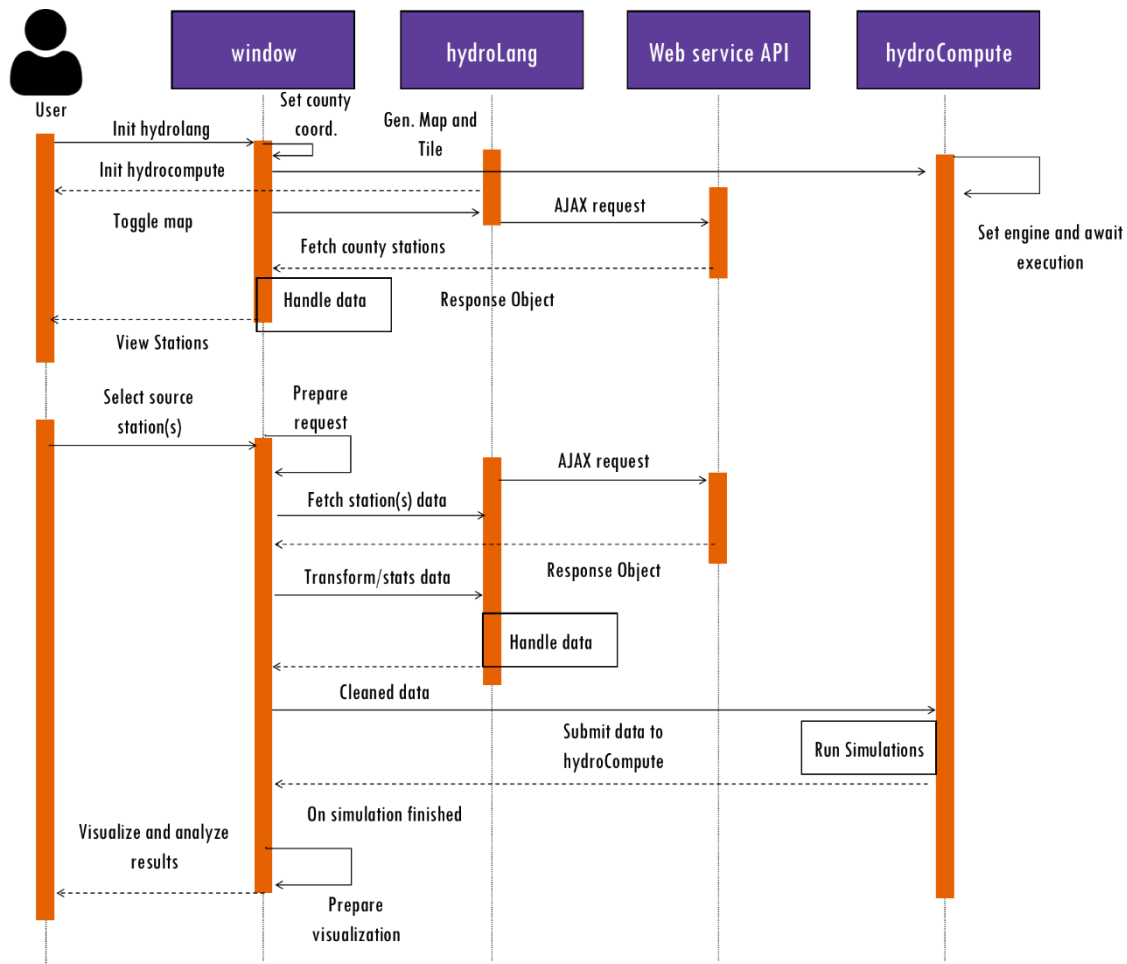 window
hydroLang
Web service API
hydroCompute
User
Set county
coord.
Init hydrolang
Gen. Map and
Tile
Init hydrocompute
AJAX request
Toggle map
Set engine and await
execution
Fetch county stations
Handle data
Response Object
View Stations
Select source
station(s)
Prepare
request
AJAX request
Fetch station(s) data
Response Object
Transform/stats data
Handle data
Cleaned data
Submit data to
hydroCompute
Run Simulations
On simulation finished
Visualize and analyze
results
Prepare
visualization